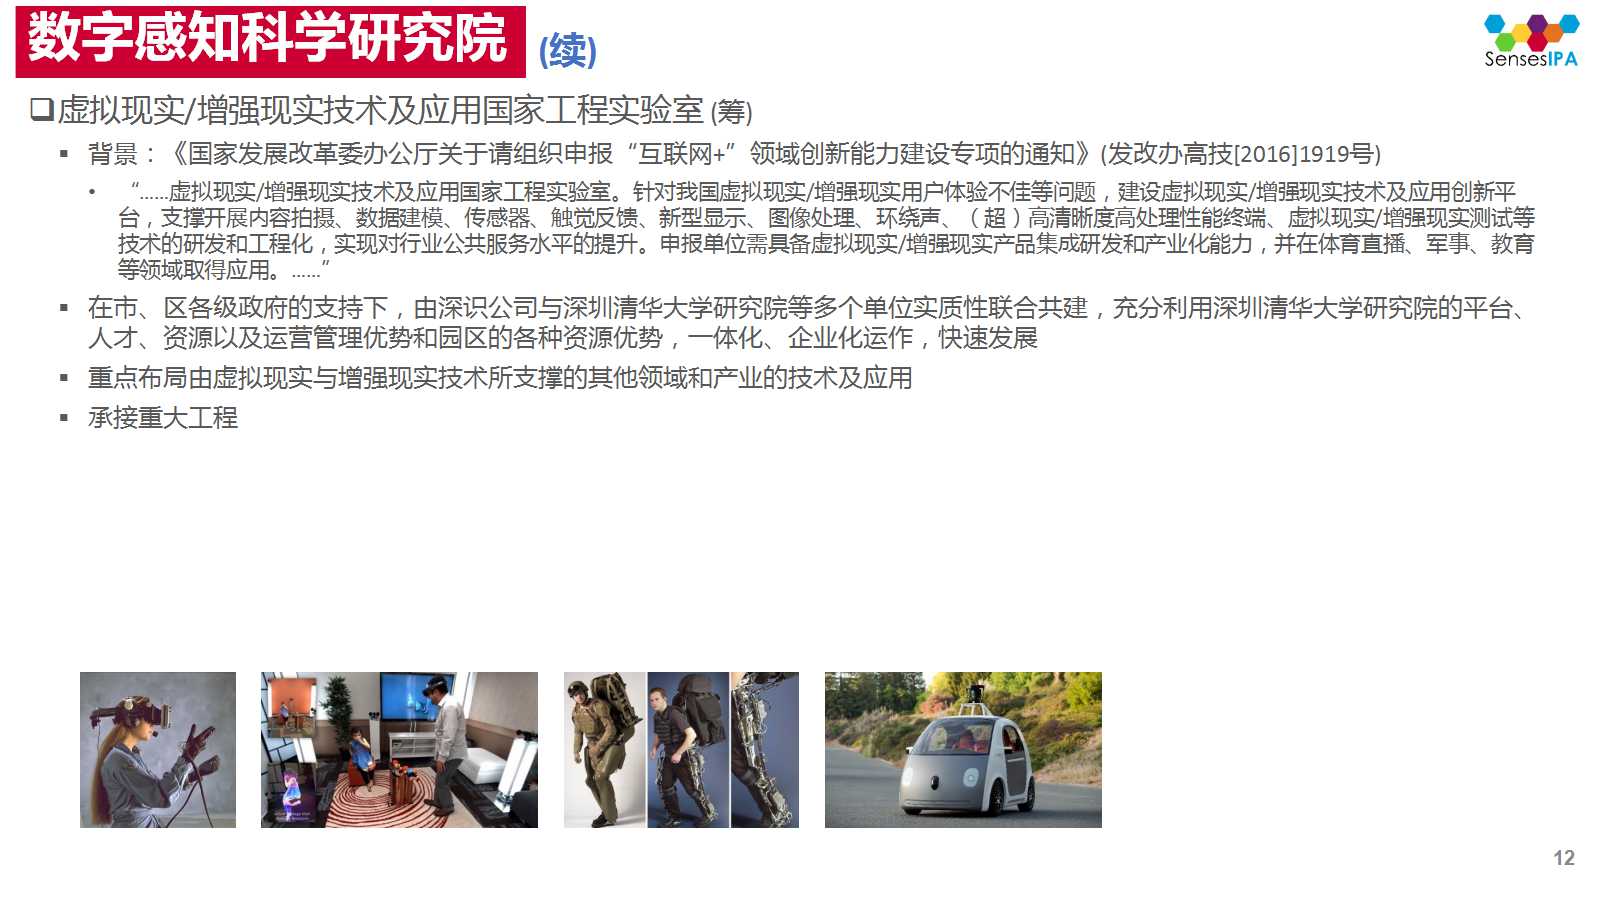 数字感知科学研究院 (续)
SensesIPA
虚拟现实/增强现实技术及应用国家工程实验室 (筹)
背景：《国家发展改革委办公厅关于请组织申报“互联网+”领域创新能力建设专项的通知》(发改办高技[2016]1919号)
“......虚拟现实/增强现实技术及应用国家工程实验室。针对我国虚拟现实/增强现实用户体验不佳等问题，建设虚拟现实/增强现实技术及应用创新平
台，支撑开展内容拍摄、数据建模、传感器、触觉反馈、新型显示、图像处理、环绕声、（超）高清晰度高处理性能终端、虚拟现实/增强现实测试等
技术的研发和工程化，实现对行业公共服务水平的提升。申报单位需具备虚拟现实/增强现实产品集成研发和产业化能力，并在体育直播、军事、教育
等领域取得应用。......”
在市、区各级政府的支持下，由深识公司与深圳清华大学研究院等多个单位实质性联合共建，充分利用深圳清华大学研究院的平台、
人才、资源以及运营管理优势和园区的各种资源优势，一体化、企业化运作，快速发展
重点布局由虚拟现实与增强现实技术所支撑的其他领域和产业的技术及应用
承接重大工程
12